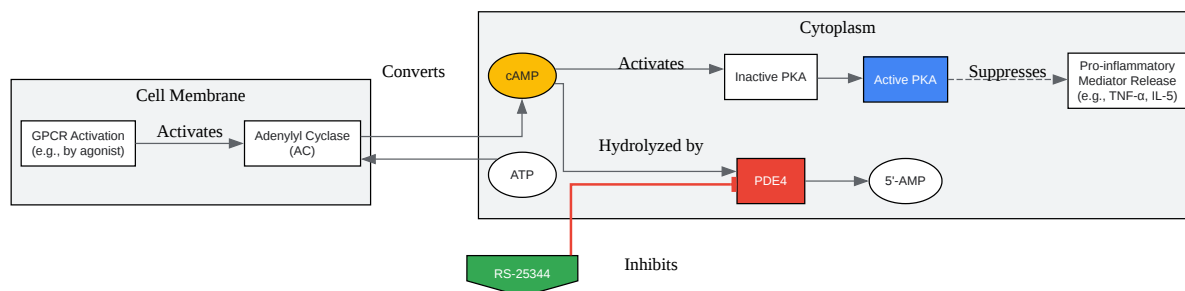 Cytoplasm
Converts
Activates
cAMP
Inactive PKA
Active PKA
Suppresses
Pro-inflammatory
Mediator Release
(e.g., TNF-α, IL-5)
Cell Membrane
GPCR Activation
(e.g., by agonist)
Activates
Adenylyl Cyclase
(AC)
Hydrolyzed by
ATP
PDE4
5'-AMP
RS-25344
Inhibits